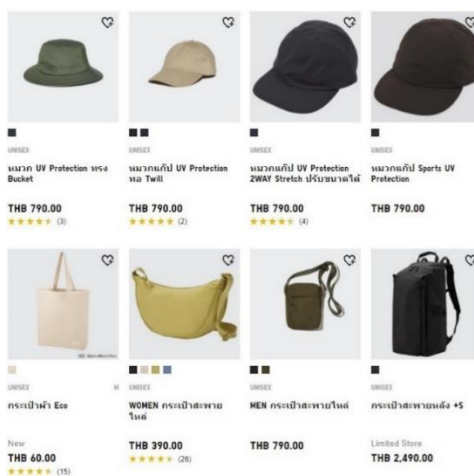 UNISEX
หมวก UV Protection ทรง
Bucket
THB 790.00
(3)
UNISEX
หมวกแก๊ป UV Protection
ทอ Twill
THB 790.00
(2)
UNISEX
หมวกแก๊ป UV Protection
2WAY Stretch ปรับขนาดได้
THB 790.00
(4)
UNISEX
หมวกแก๊ป Sports UV
Protection
THB 790.00
UNISEX
M
กระเป๋าผ้า Eco
New
THB 60.00
(15)
UNISEX
WOMEN กระเป๋าสะพาย
ไหล่
THB 390.00
(26)
UNISEX
MEN กระเป๋าสะพายไหล่
THB 790.00
UNISEX
กระเป๋าสะพายหลัง +S
Limited Store
THB 2,490.00